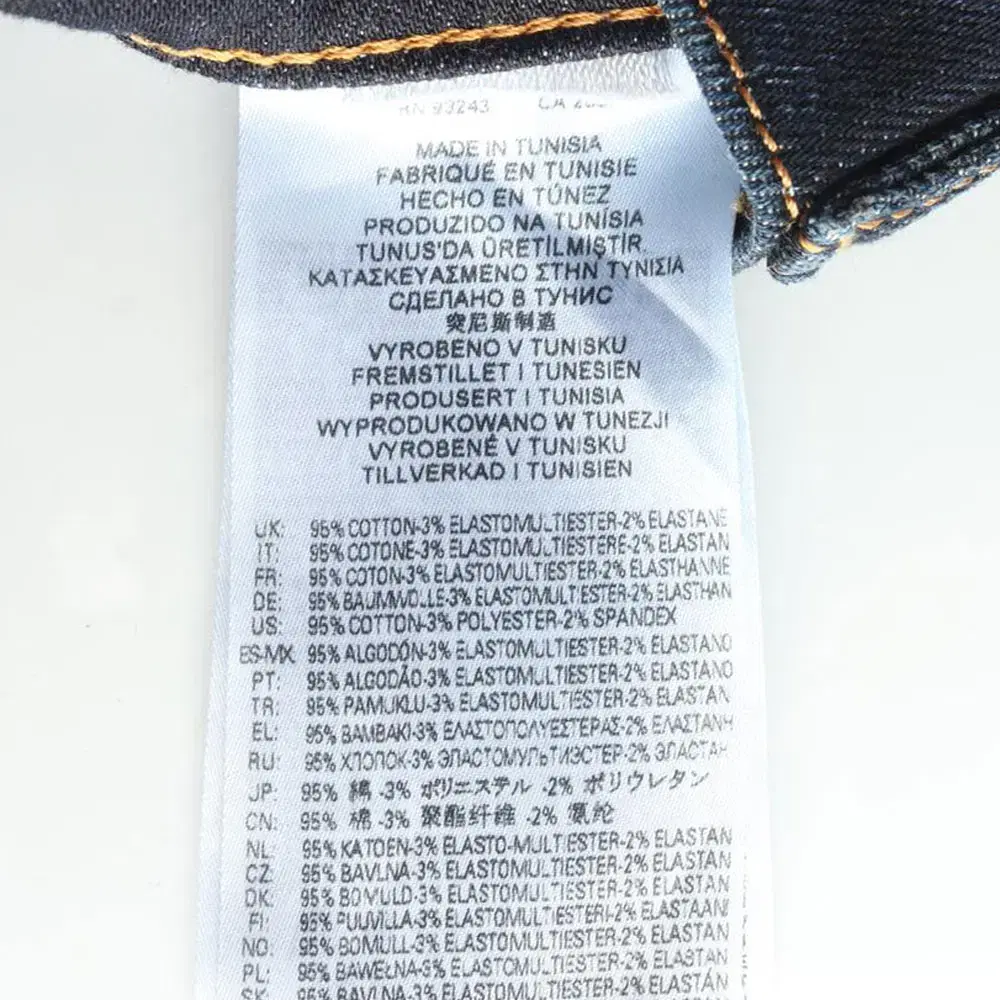 RN 93243 CA
MADE IN TUNISIA
FABRIQUÉ EN TUNISIE
HECHO EN TÚNEZ
PRODUZIDO NA TUNÍSIA
TUNUS'DA ÜRETİLMİŞTİR.
ΚΑΤΑΣΚΕΥΑΣΜΕΝΟ ΣΤΗΝ ΤΥΝΙΣΙΑ
СДЕЛАНО В ТУНИС
突尼斯制造
VYROBENO V TUNISKU
FREMSTILLET I TUNESIEN
PRODUSERT I TUNISIA
WYPRODUKOWANO W TUNEZJI
VYROBENÉ V TUNISKU
TILLVERKAD I TUNISIEN
UK: 95% COTTON-3% ELASTOMULTIESTER-2% ELASTANE
IT: 95% COTONE-3% ELASTOMULTIESTERE-2% ELASTAN
FR: 95% COTON-3% ELASTOMULTIESTER-2% ELASTHANNE
DE: 95% BAUMWOLLE-3% ELASTOMULTIESTER-2% ELASTHAN
US: 95% COTTON-3% POLYESTER-2% SPANDEX
ES-MX: 95% ALGODÓN-3% ELASTOMULTIESTER-2% ELASTANO
PT: 95% ALGODÃO-3% ELASTOMULTIESTER-2% ELASTANO
TR: 95% PAMUKLU-3% ELASTOMULTIESTER-2% ELASTAN
EL: 95% ΒΑΜΒΑΚΙ-3% ΕΛΑΣΤΟΠΟΛΥΕΣΤΕΡΑΣ-2% ΕΛΑΣΤΑΝΗ
RU: 95% ХЛОПОК-3% ЭЛАСТОМУЛЬТИЭСТЕР-2% ЭЛАСТАН
JP: 95% 綿 -3% ポリエステル -2% ポリウレタン
CN: 95% 棉 -3% 聚酯纤维 -2% 氨纶
NL: 95% KATOEN-3% ELASTO-MULTIESTER-2% ELASTAN
CZ: 95% BAVLNA-3% ELASTOMULTIESTER-2% ELASTAN
DK: 95% BOMULD-3% ELASTOMULTIESTER-2% ELASTAN
FI: 95% PUUVILLA-3% ELASTOMULTIESTERI-2% ELASTAANI
NO: 95% BOMULL-3% ELASTOMULTIESTER-2% ELASTAN
PL: 95% BAWEŁNA-3% ELASTOMULTIESTER-2% ELASTAN
SK: 95% BAVLNA-3% ELASTOMULTIESTER-2% ELASTÁN